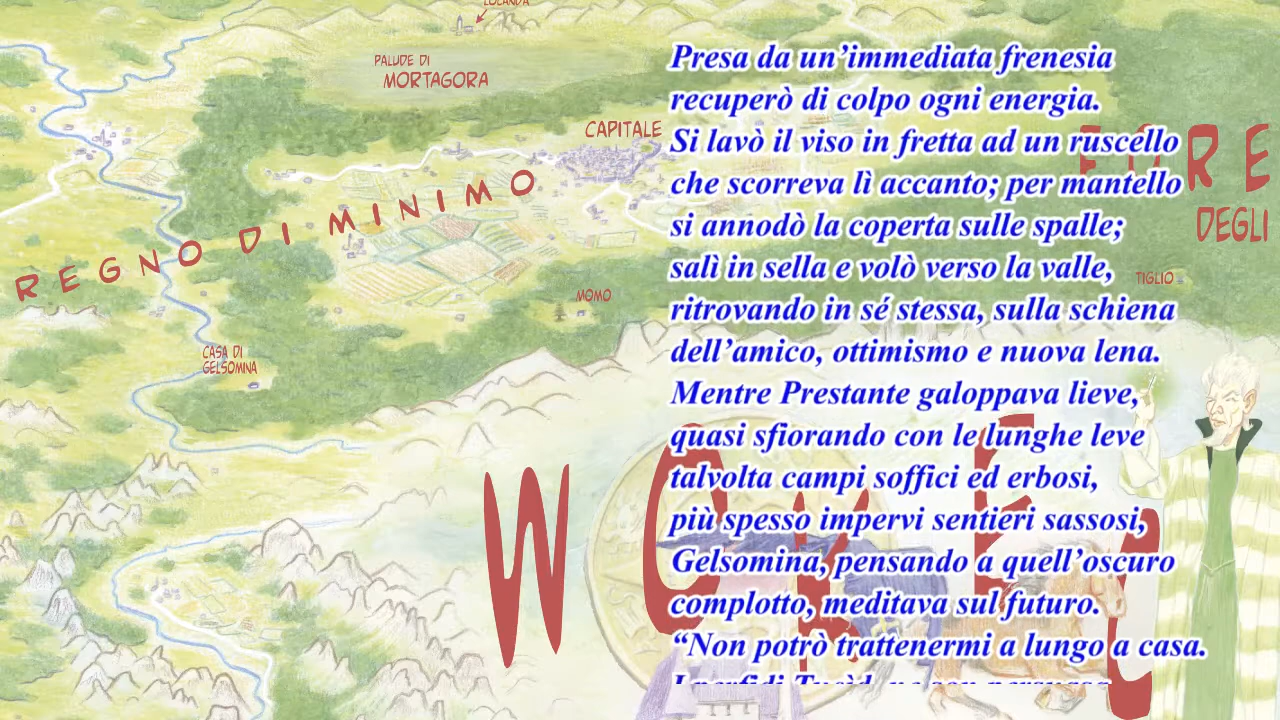 LOCANDA
PALUDE DI
MORTAGORA
CAPITALE
REGNO DI MINIMO
MOMO
CASA DI
GELSOMNA
DEGLI
TIGLIO
Presa da un’immediata frenesia
recuperò di colpo ogni energia.
Si lavò il viso in fretta ad un ruscello
che scorreva lì accanto; per mantello
si annodò la coperta sulle spalle;
salì in sella e volò verso la valle,
ritrovando in sé stessa, sulla schiena
dell’amico, ottimismo e nuova lena.
Mentre Prestante galoppava lieve,
quasi sfiorando con le lunghe leve
talvolta campi soffici ed erbosi,
più spesso impervi sentieri sassosi,
Gelsomina, pensando a quell’oscuro
complotto, meditava sul futuro.
“Non potrò trattenermi a lungo a casa.